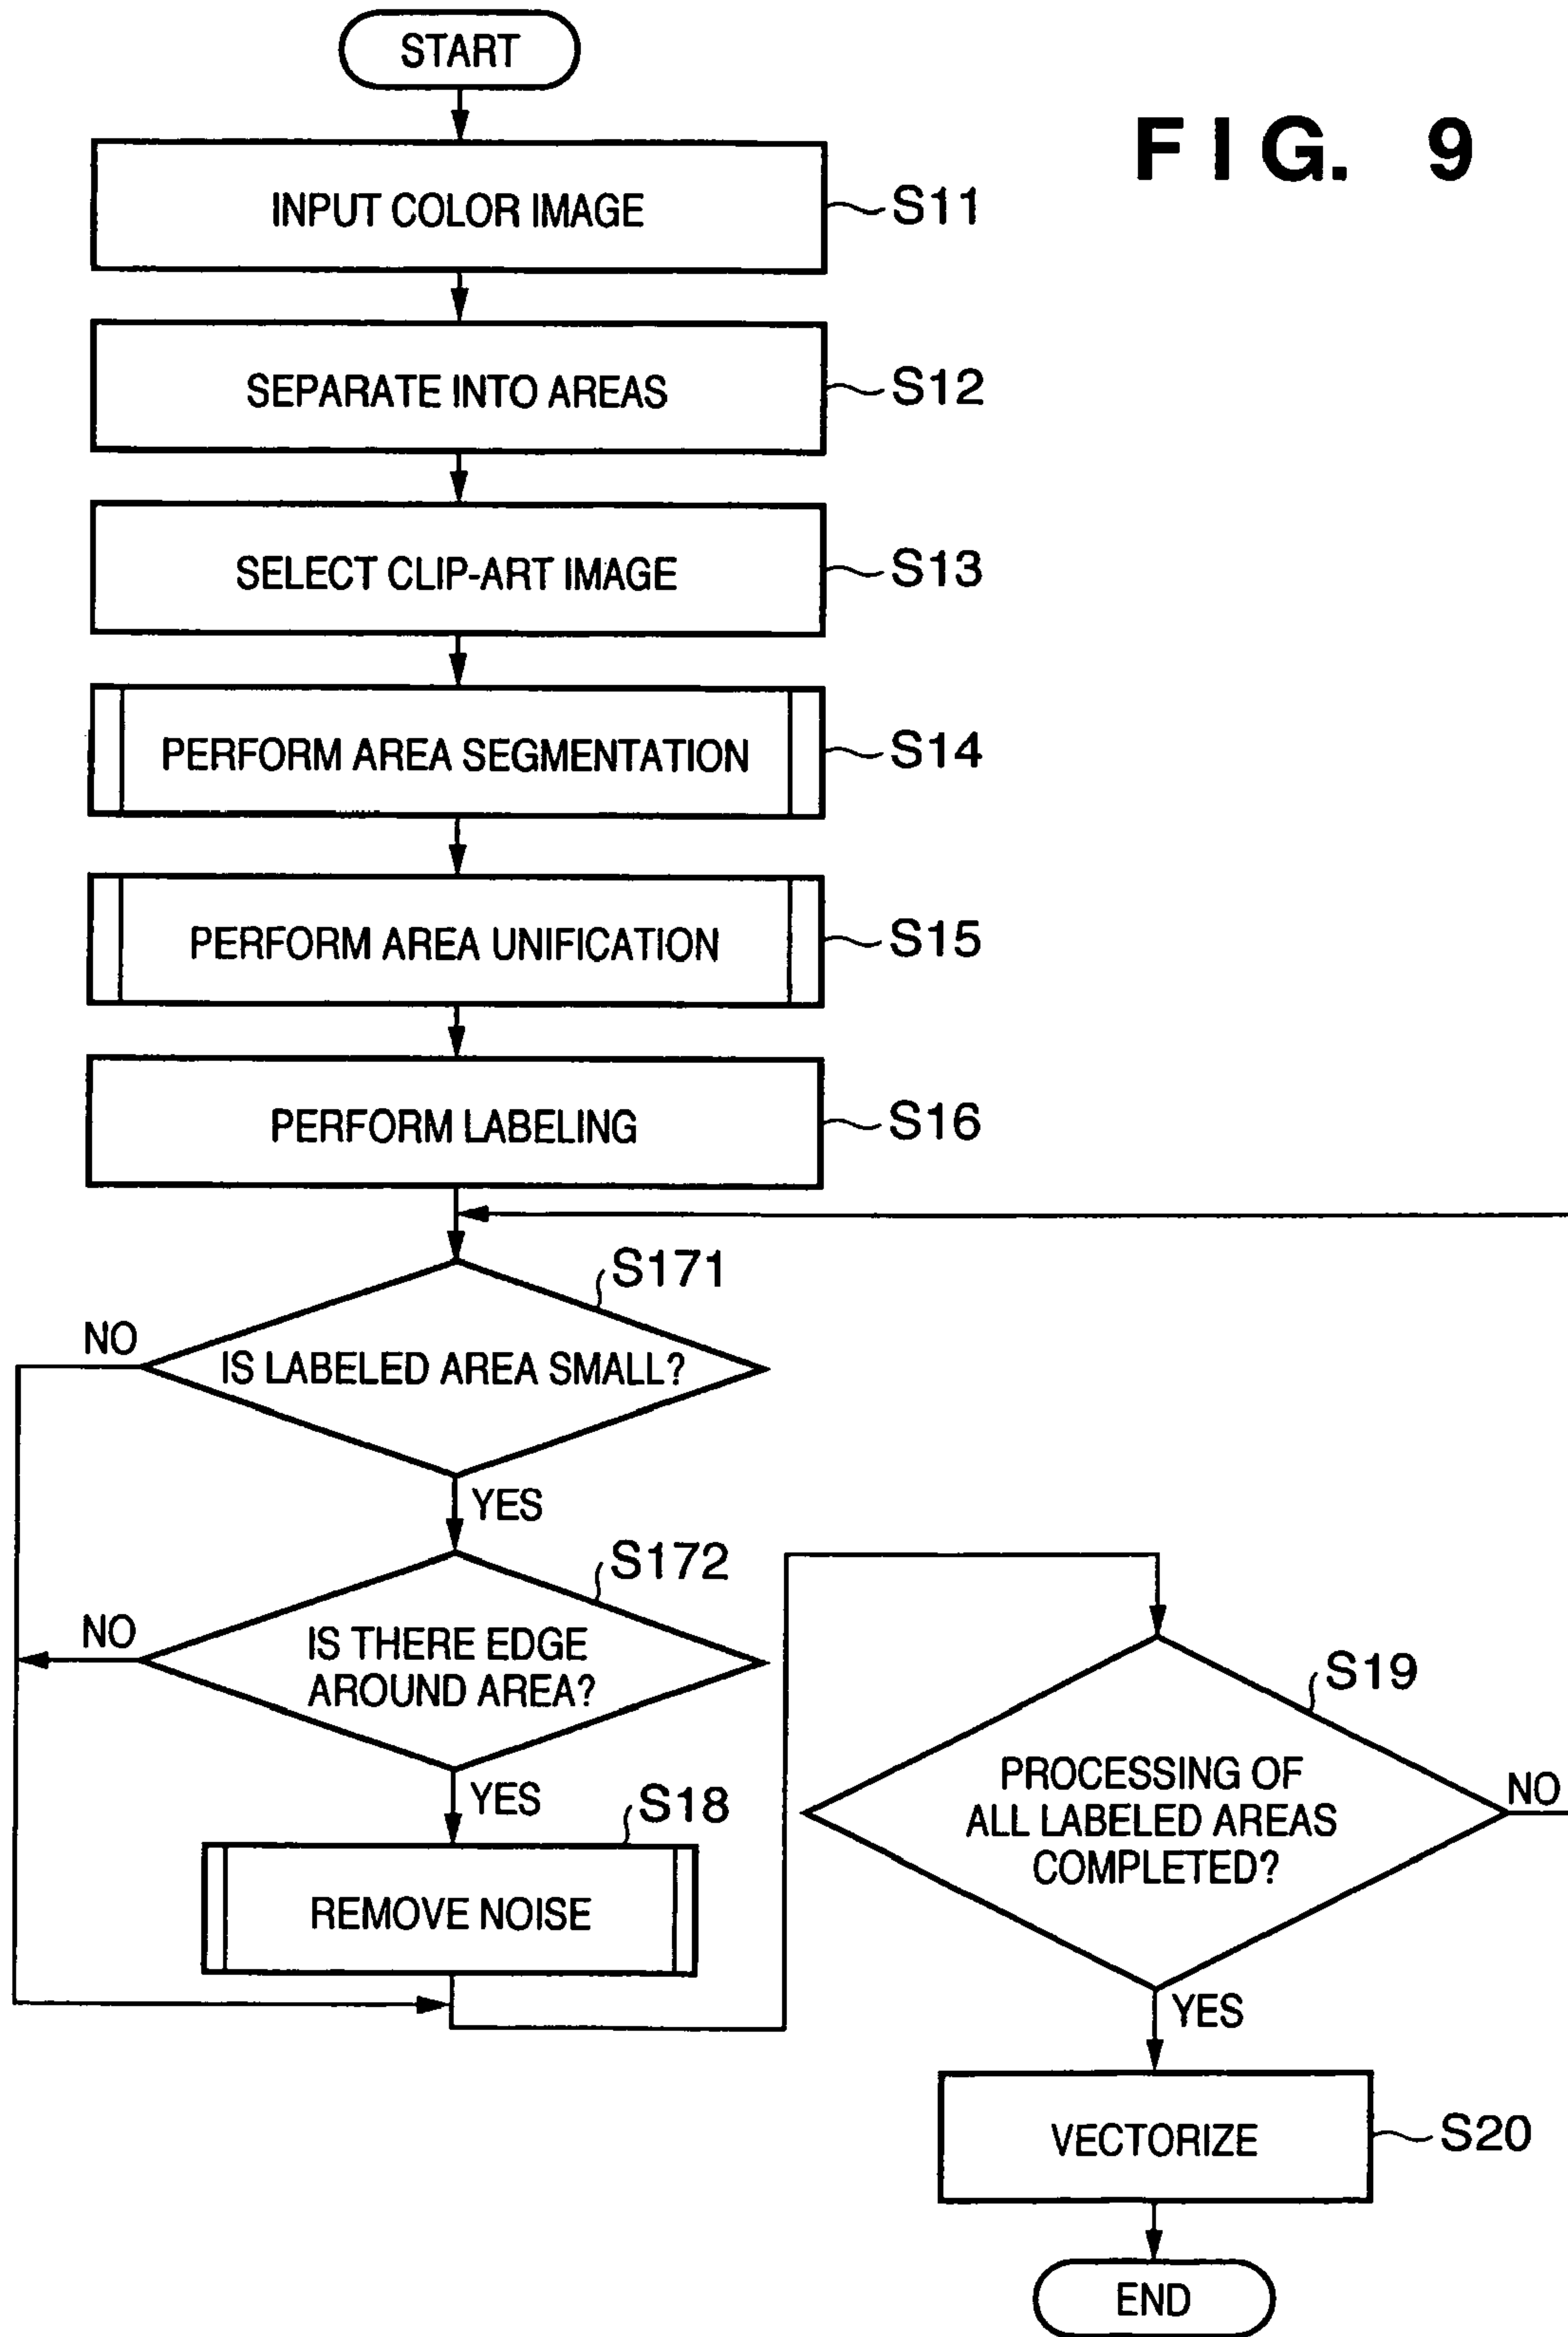 START
FIG. 9
INPUT COLOR IMAGE
S11
SEPARATE INTO AREAS
S12
SELECT CLIP-ART IMAGE
S13
PERFORM AREA SEGMENTATION
S14
PERFORM AREA UNIFICATION
S15
PERFORM LABELING
S16
S171
NO
IS LABELED AREA SMALL?
YES
S172
NO
IS THERE EDGE
AROUND AREA?
YES
S18
REMOVE NOISE
S19
PROCESSING OF
ALL LABELED AREAS
COMPLETED?
NO
YES
VECTORIZE
S20
END